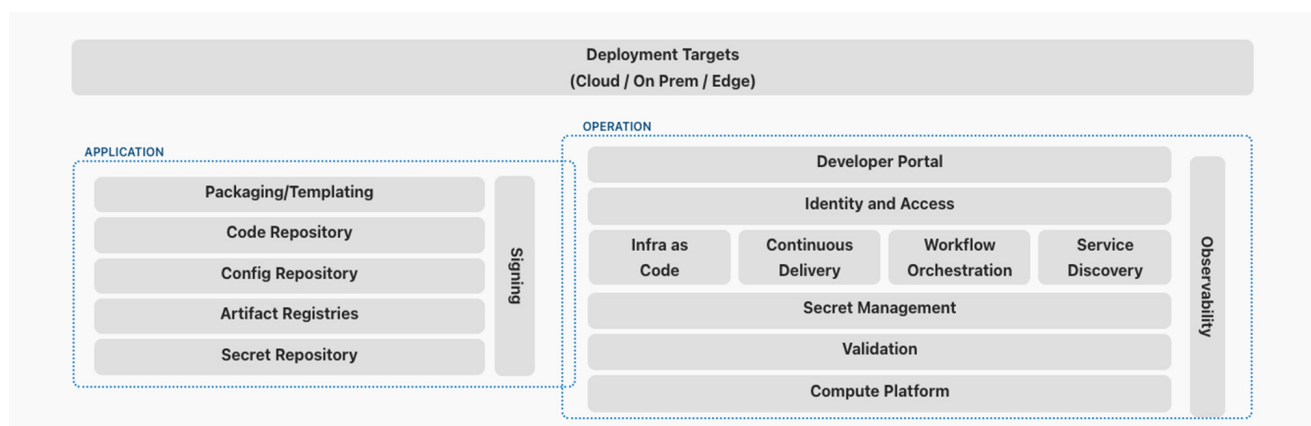 Deployment Targets
(Cloud / On Prem / Edge)
APPLICATION
Packaging/Templating
Code Repository
Config Repository
Artifact Registries
Secret Repository
Signing
OPERATION
Developer Portal
Identity and Access
Infra as
Code
Continuous
Delivery
Workflow
Orchestration
Service
Discovery
Secret Management
Validation
Compute Platform
Observability